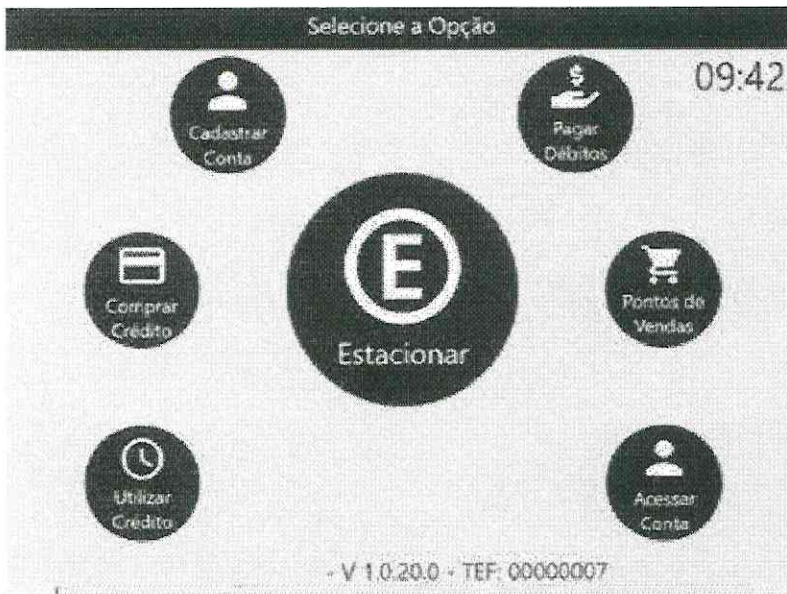 Selecione a Opção
09:42
Cadastrar
Conta
Pagar
Débitos
Comprar
Crédito
E
Estacionar
Pontos de
Vendas
Utilizar
Crédito
Acessar
Conta
- V 1.0.20.0 - TEF: 00000007